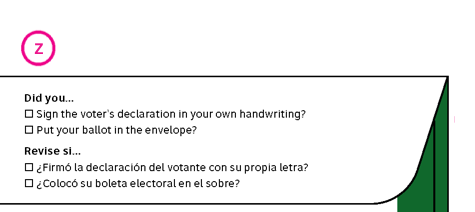 Z
Did you...
☐ Sign the voter's declaration in your own handwriting?
☐ Put your ballot in the envelope?
Revise si...
☐ ¿Firmó la declaración del votante con su propia letra?
☐ ¿Colocó su boleta electoral en el sobre?